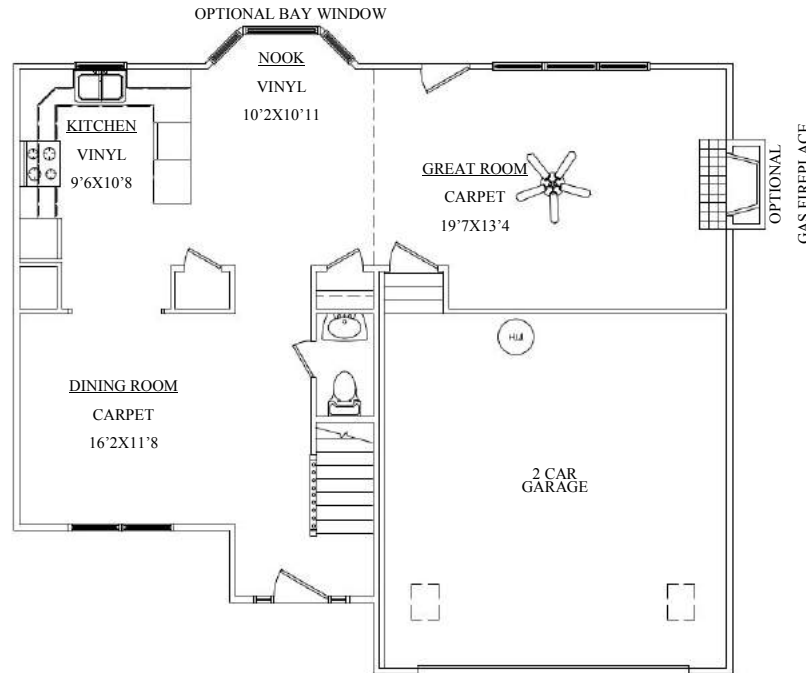 OPTIONAL BAY WINDOW
NOOK
VINYL
10’2X10’11
KITCHEN
VINYL
9’6X10’8
GREAT ROOM
CARPET
19’7X13’4
OPTIONAL
GAS FIREPLACE
DINING ROOM
CARPET
16’2X11’8
2 CAR
GARAGE